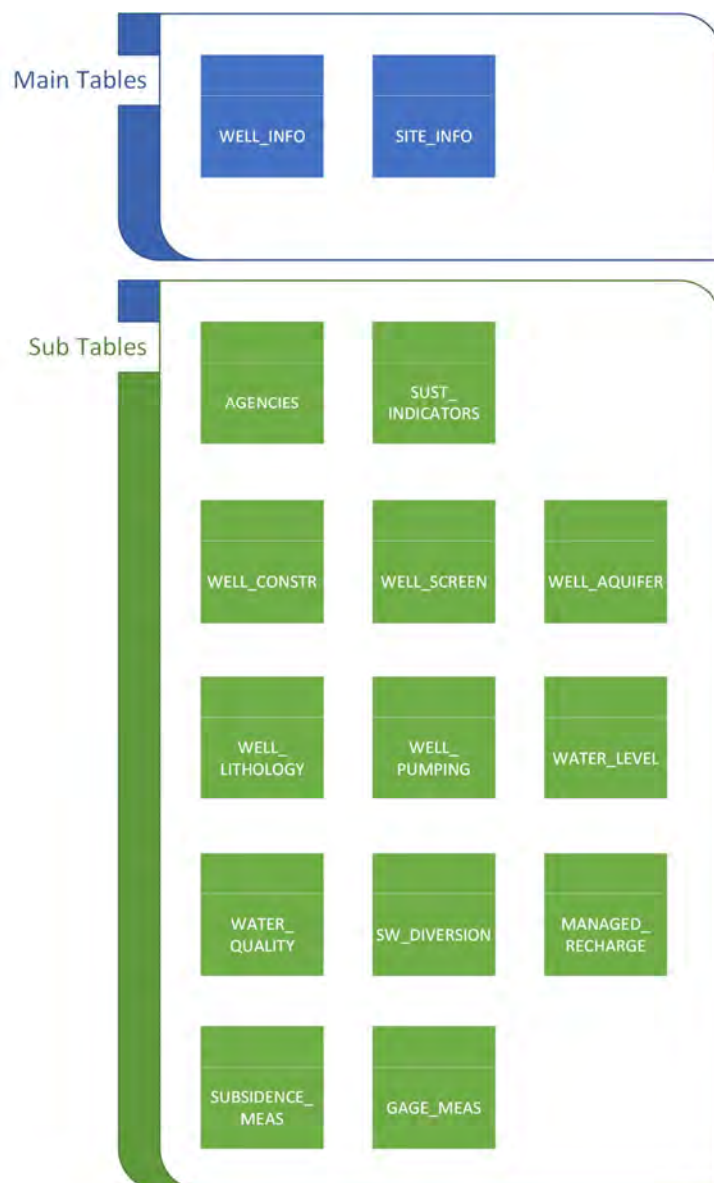 Main Tables
WELL_INFO
SITE_INFO
Sub Tables
AGENCIES
SUST_
INDICATORS
WELL_CONSTR
WELL_SCREEN
WELL_AQUIFER
WELL_
LITHOLOGY
WELL_
PUMPING
WATER_LEVEL
WATER_
QUALITY
SW_DIVERSION
MANAGED_
RECHARGE
SUBSIDENCE_
MEAS
GAGE_MEAS